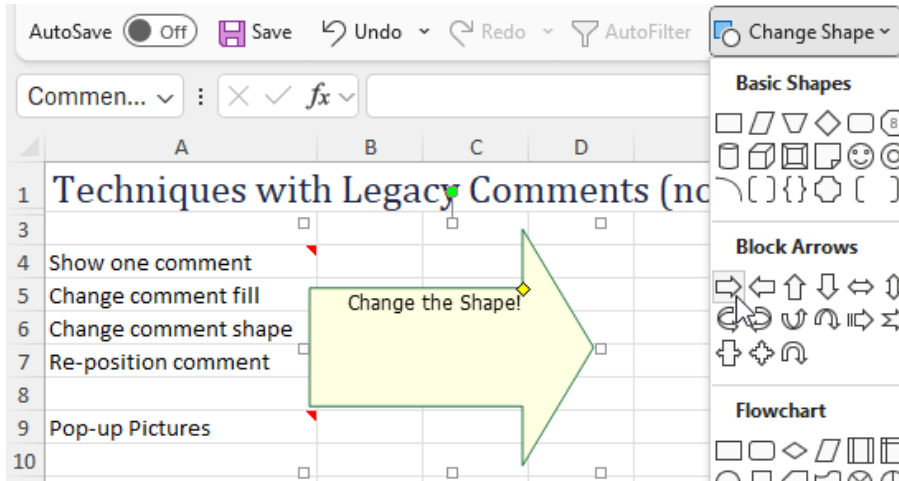 AutoSave Off Save Undo Redo AutoFilter Change Shape
Commen... fx
Basic Shapes
A B C D
1 Techniques with Legacy Comments (no
3
4 Show one comment
5 Change comment fill
6 Change comment shape
7 Re-position comment
8
9 Pop-up Pictures
10
Change the Shape!
Block Arrows
Flowchart